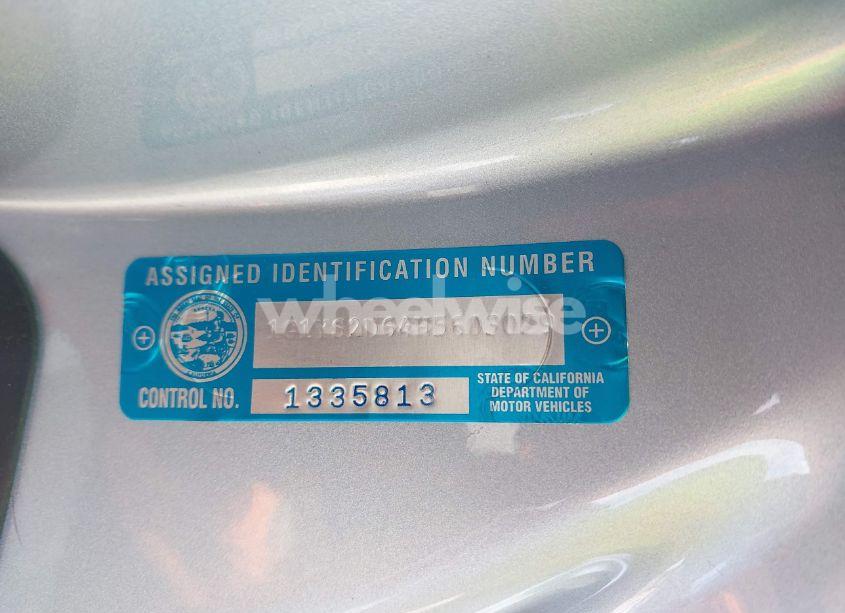 ASSIGNED IDENTIFICATION NUMBER
wheelwise
CONTROL NO.
1335813
STATE OF CALIFORNIA
DEPARTMENT OF
MOTOR VEHICLES